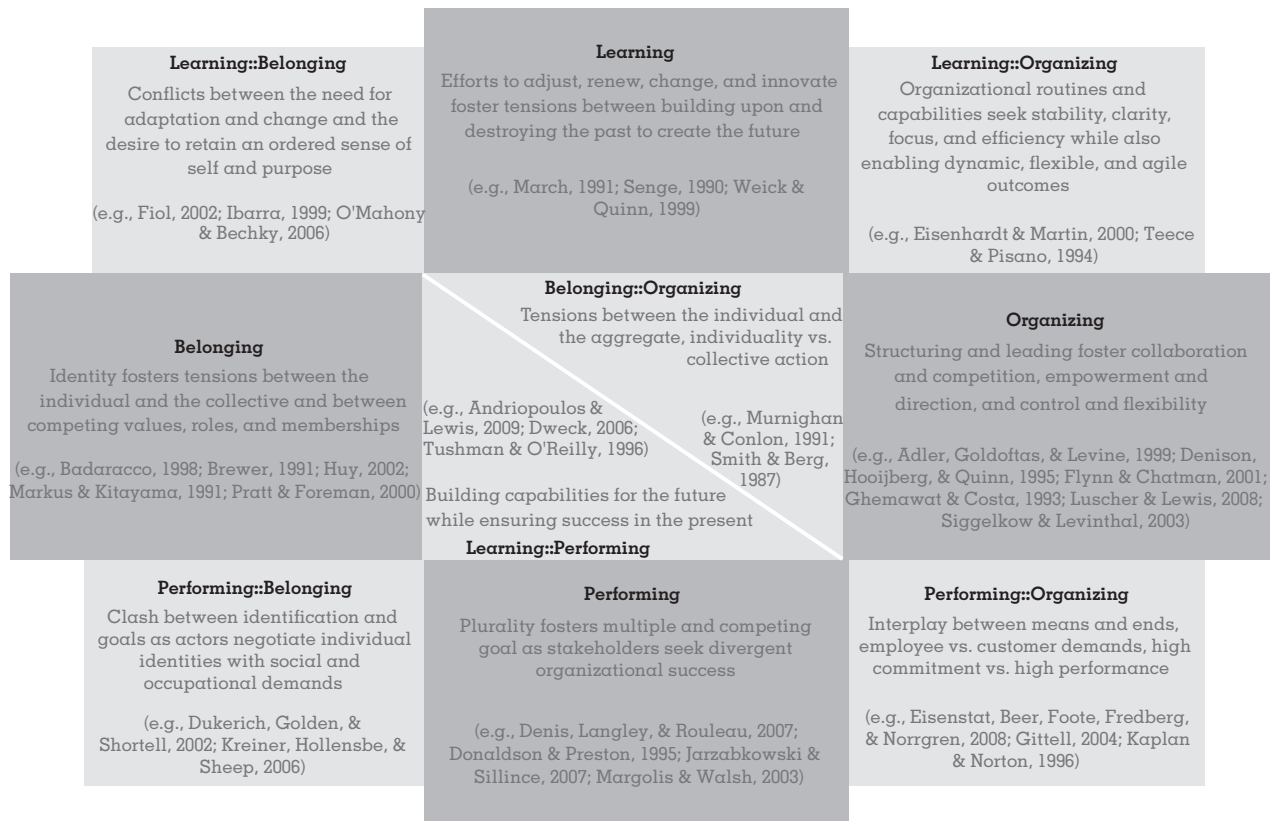 Learning::Belonging
Conflicts between the need for
adaptation and change and the
desire to retain an ordered sense of
self and purpose
(e.g., Fiol, 2002; Ibarra, 1999; O'Mahony
& Bechky, 2006)
Learning
Efforts to adjust, renew, change, and innovate
foster tensions between building upon and
destroying the past to create the future
(e.g., March, 1991; Senge, 1990; Weick &
Quinn, 1999)
Learning::Organizing
Organizational routines and
capabilities seek stability, clarity,
focus, and efficiency while also
enabling dynamic, flexible, and agile
outcomes
(e.g., Eisenhardt & Martin, 2000; Teece
& Pisano, 1994)
Belonging
Identity fosters tensions between the
individual and the collective and between
competing values, roles, and memberships
(e.g., Badaracco, 1998; Brewer, 1991; Huy, 2002;
Markus & Kitayama, 1991; Pratt & Foreman, 2000)
Belonging::Organizing
Tensions between the individual and
the aggregate, individuality vs.
collective action
(e.g., Murnighan
& Conlon, 1991;
Smith & Berg,
1987)
(e.g., Andriopoulos &
Lewis, 2009; Dweck, 2006;
Tushman & O'Reilly, 1996)
Building capabilities for the future
while ensuring success in the present
Learning::Performing
Organizing
Structuring and leading foster collaboration
and competition, empowerment and
direction, and control and flexibility
(e.g., Adler, Goldoftas, & Levine, 1999; Denison,
Hooijberg, & Quinn, 1995; Flynn & Chatman, 2001;
Ghemawat & Costa, 1993; Luscher & Lewis, 2008;
Siggelkow & Levinthal, 2003)
Performing::Belonging
Clash between identification and
goals as actors negotiate individual
identities with social and
occupational demands
(e.g., Dukerich, Golden, &
Shortell, 2002; Kreiner, Hollensbe, &
Sheep, 2006)
Performing
Plurality fosters multiple and competing
goal as stakeholders seek divergent
organizational success
(e.g., Denis, Langley, & Rouleau, 2007;
Donaldson & Preston, 1995; Jarzabkowski &
Sillince, 2007; Margolis & Walsh, 2003)
Performing::Organizing
Interplay between means and ends,
employee vs. customer demands, high
commitment vs. high performance
(e.g., Eisenstat, Beer, Foote, Fredberg,
& Norrgren, 2008; Gittell, 2004; Kaplan
& Norton, 1996)